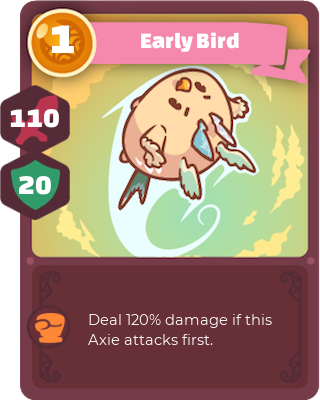 1
Early Bird
110
20
Deal 120% damage if this
Axie attacks first.